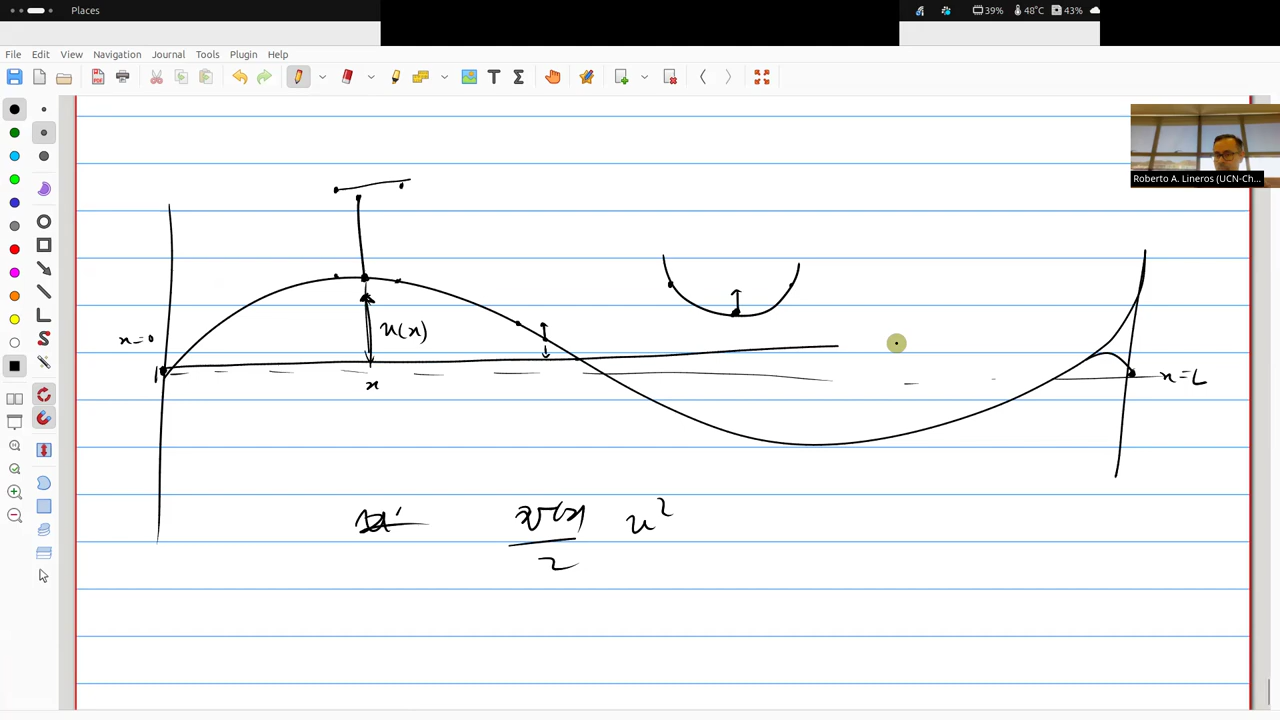 Places
39%
48°C
43%
File Edit View Navigation Journal Tools Plugin Help
Roberto A. Lineros (UCN-Ch...
x=0
u(x)
x
x=L
u²
2